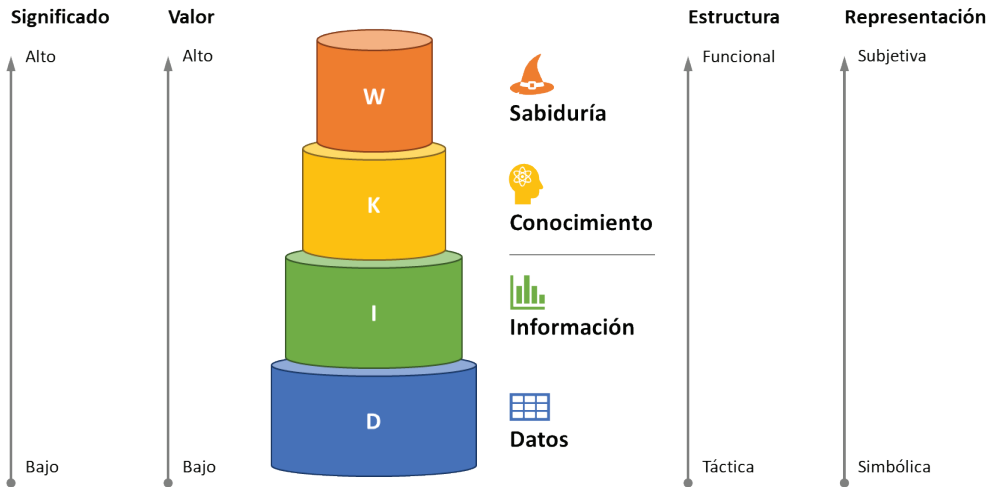 Significado
Valor
Estructura
Representación
Alto
Alto
Funcional
Subjetiva
W
Sabiduría
K
Conocimiento
I
Información
D
Datos
Bajo
Bajo
Táctica
Simbólica